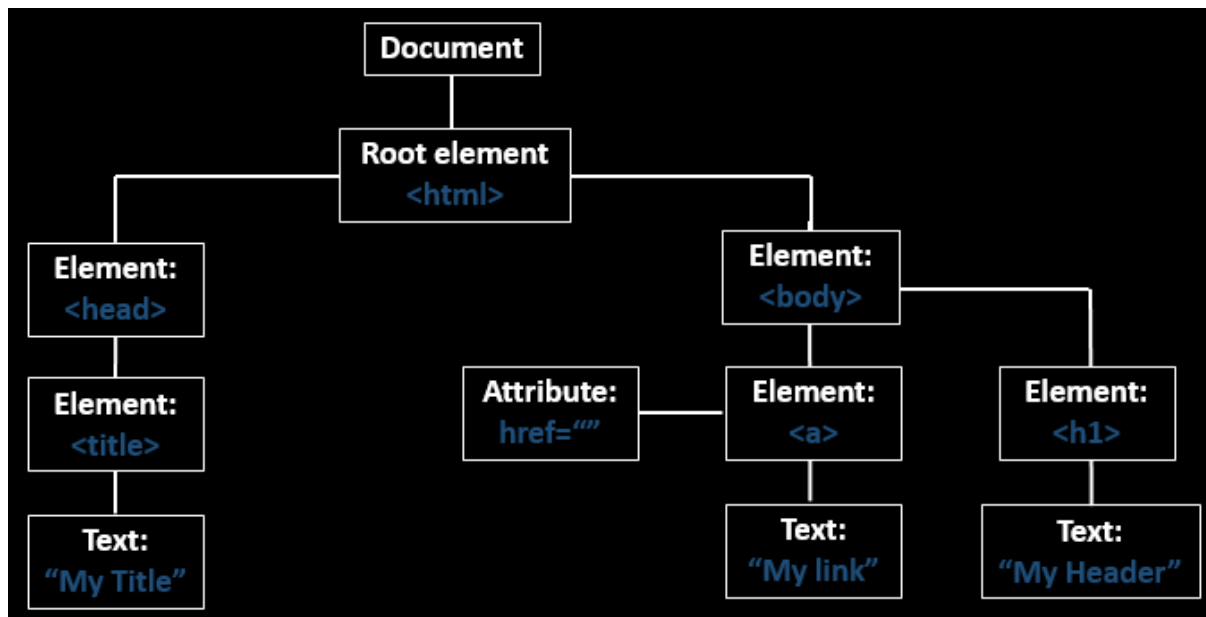 Document
Root element
<html>
Element:
<head>
Element:
<body>
Element:
<title>
Attribute:
href=“”
Element:
<a>
Element:
<h1>
Text:
“My Title”
Text:
“My link”
Text:
“My Header”